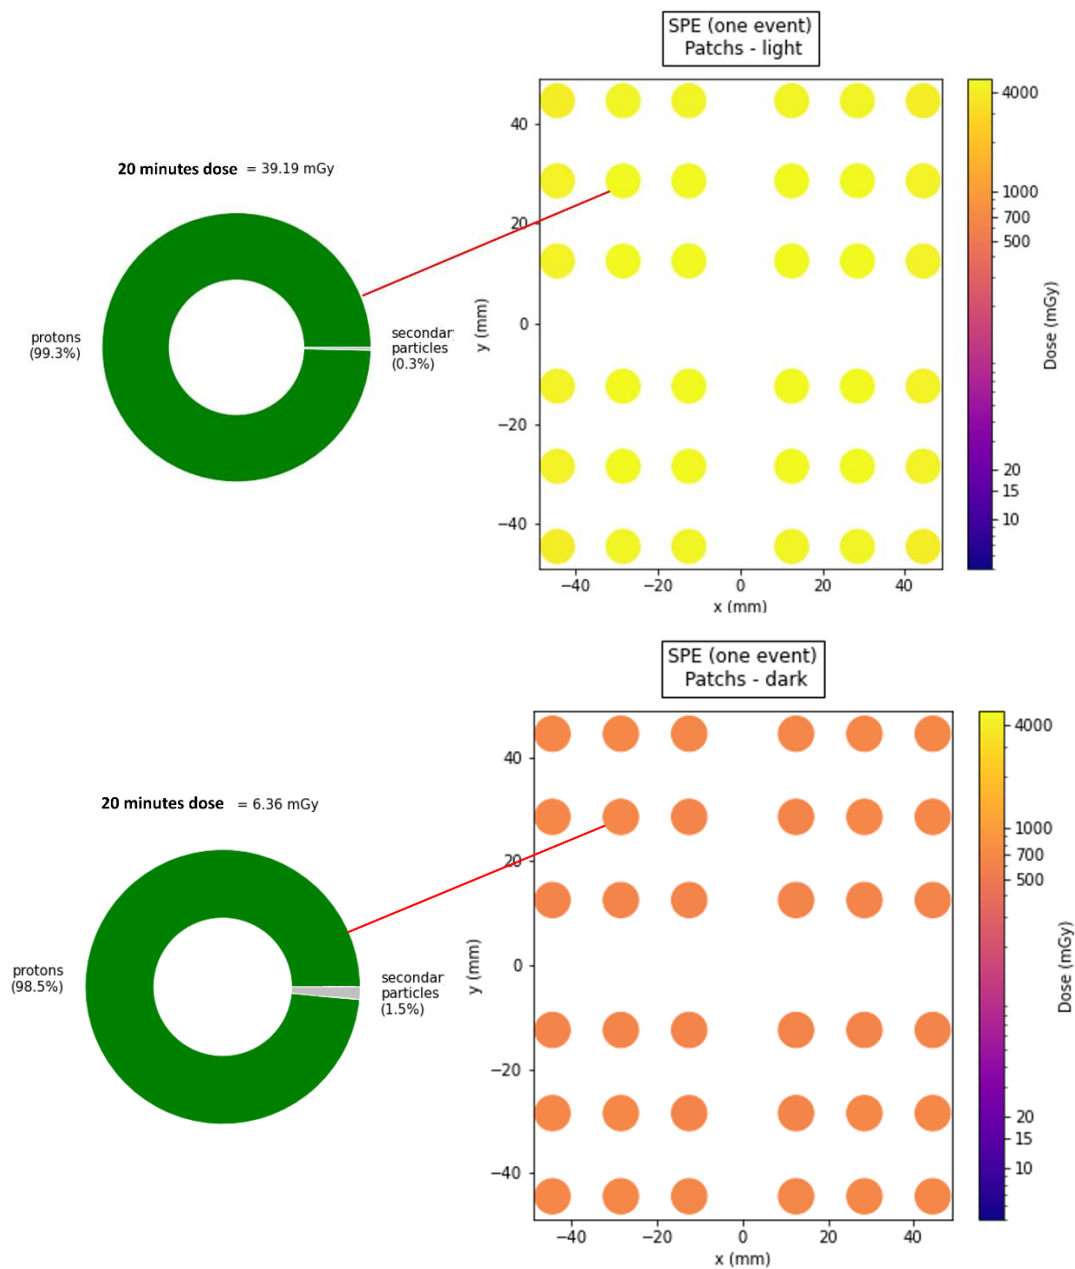 SPE (one event)
Patchs - light
20 minutes dose = 39.19 mGy
protons
(99.3%)
secondar
particles
(0.3%)
40
20
0
−20
−40
y (mm)
−40 −20 0 20 40
x (mm)
4000
1000
700
500
20
15
10
Dose (mGy)
SPE (one event)
Patchs - dark
20 minutes dose = 6.36 mGy
protons
(98.5%)
secondar
particles
(1.5%)
40
20
0
−20
−40
y (mm)
−40 −20 0 20 40
x (mm)
4000
1000
700
500
20
15
10
Dose (mGy)